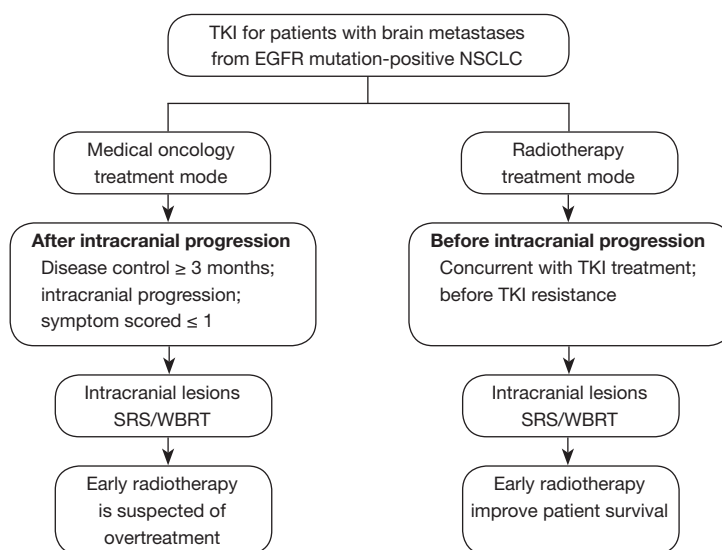 TKI for patients with brain metastases
from EGFR mutation-positive NSCLC
Medical oncology
treatment mode
After intracranial progression
Disease control ≥ 3 months;
intracranial progression;
symptom scored ≤ 1
Intracranial lesions
SRS/WBRT
Early radiotherapy
is suspected of
overtreatment
Radiotherapy
treatment mode
Before intracranial progression
Concurrent with TKI treatment;
before TKI resistance
Intracranial lesions
SRS/WBRT
Early radiotherapy
improve patient survival